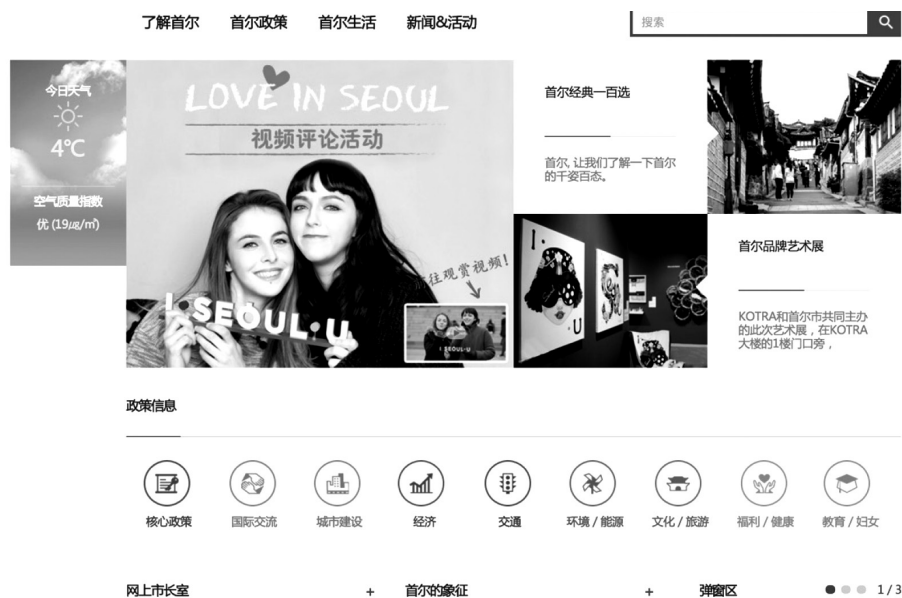 了解首尔
首尔政策
首尔生活
新闻&活动
搜索
今日天气
4℃
空气质量指数
优 (19㎍/㎥)
LOVE IN SEOUL
视频评论活动
往观赏视频!
I·SEOUL·U
I·SEOUL·U
首尔经典一百选
首尔, 让我们了解一下首尔
的千姿百态。
I·
·U
首尔品牌艺术展
KOTRA和首尔市共同主办
的此次艺术展，在KOTRA
大楼的1楼门口旁，
政策信息
核心政策
国际交流
城市建设
经济
交通
环境 / 能源
文化 / 旅游
福利 / 健康
教育 / 妇女
网上市长室
+
首尔的象征
+
弹窗区
1 / 3